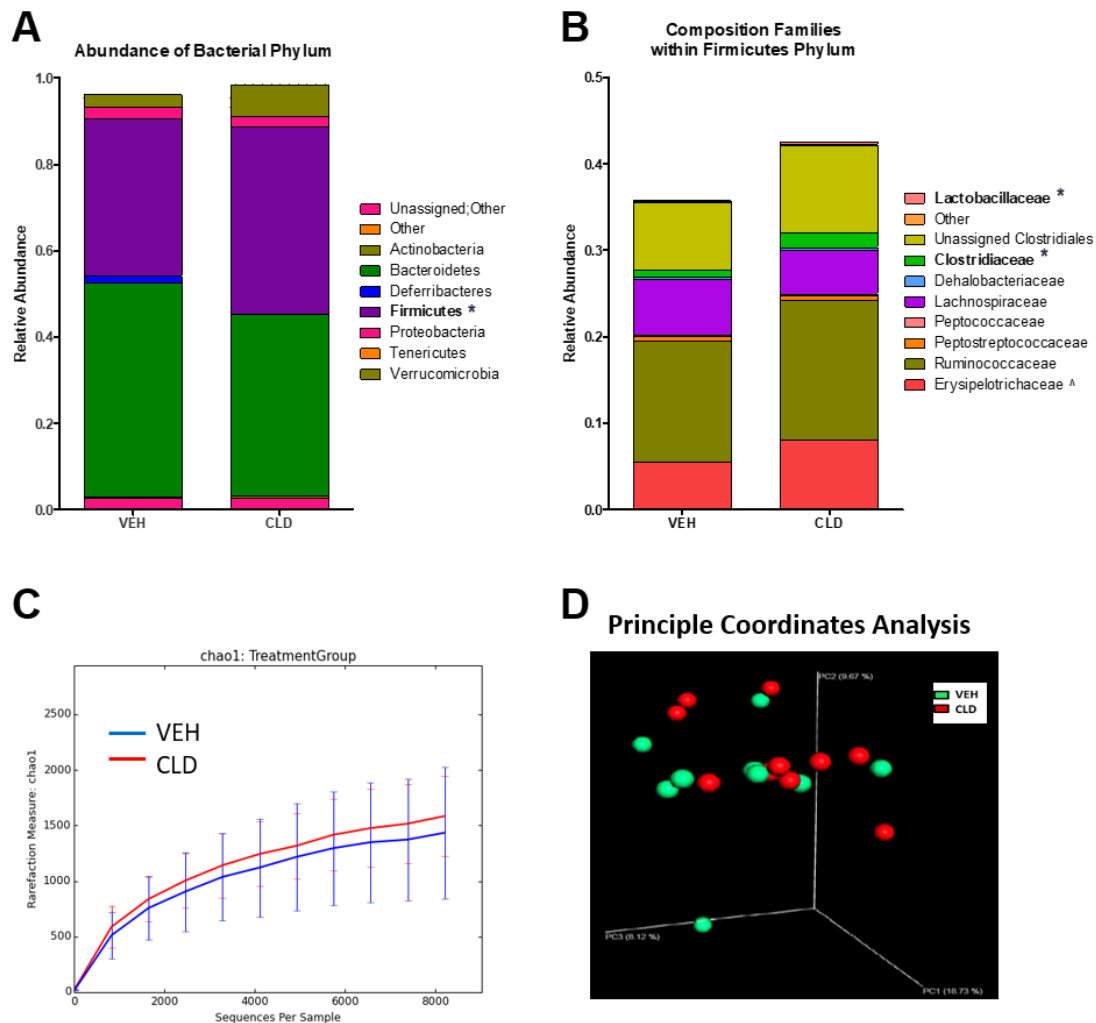 A
Abundance of Bacterial Phylum
Relative Abundance
1.0
0.8
0.6
0.4
0.2
0.0
VEH
CLD
Unassigned;Other
Other
Actinobacteria
Bacteroidetes
Deferribacteres
Firmicutes *
Proteobacteria
Tenericutes
Verrucomicrobia
B
Composition Families
within Firmicutes Phylum
Relative Abundance
0.5
0.4
0.3
0.2
0.1
0.0
VEH
CLD
Lactobacillaceae *
Other
Unassigned Clostridiales
Clostridiaceae *
Dehalobacteriaceae
Lachnospiraceae
Peptococcaceae
Peptostreptococcaceae
Ruminococcaceae
Erysipelotrichaceae ^
C
chao1: TreatmentGroup
Rarefaction Measure: chao1
2500
2000
1500
1000
500
0
VEH
CLD
0
2000
4000
6000
8000
Sequences Per Sample
D
Principle Coordinates Analysis
PC2 (9.67 %)
VEH
CLD
PC3 (8.12 %)
PC1 (18.73 %)